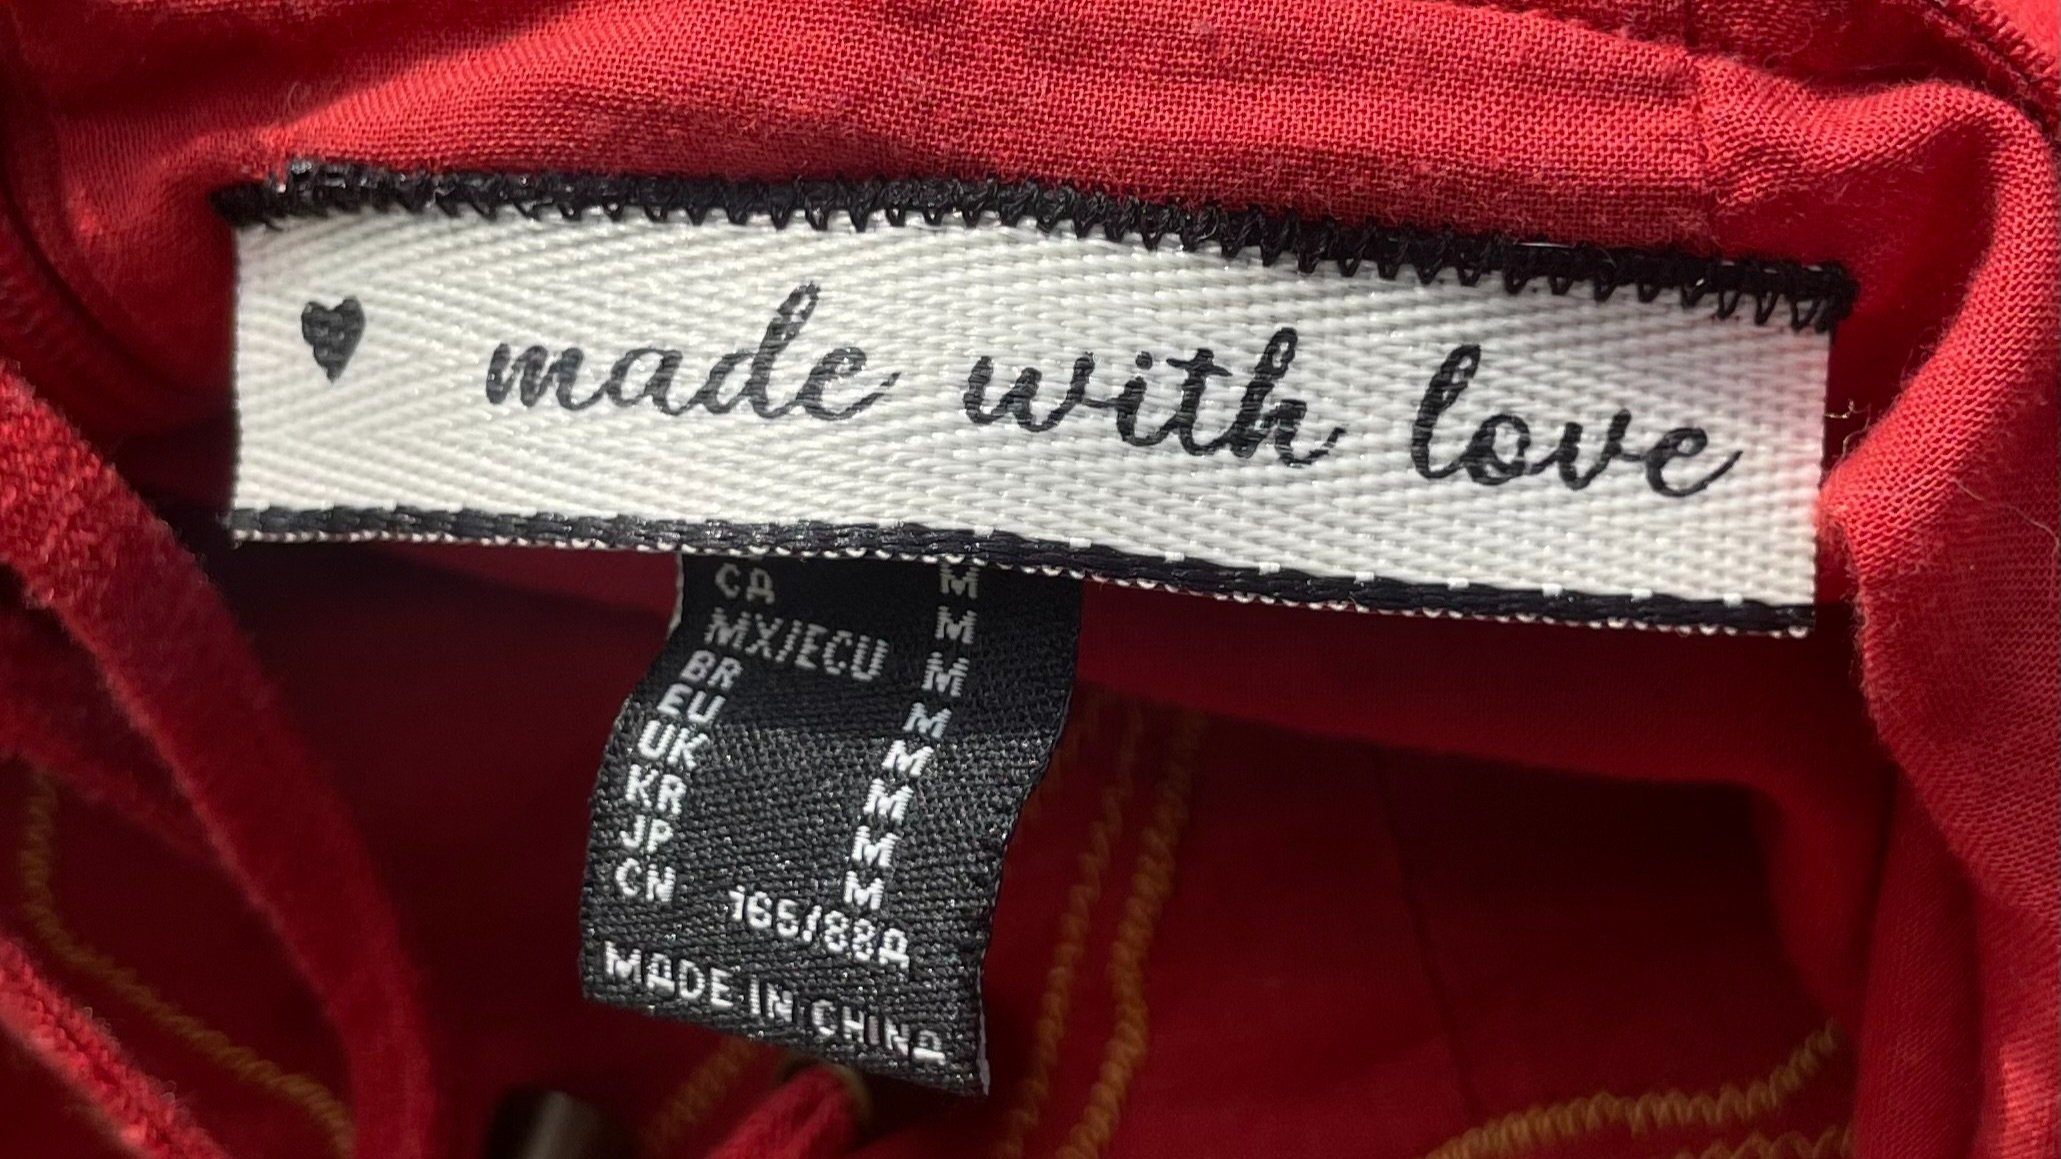 made with love
CA M
MX/ECU M
BR M
EU M
UK M
KR M
JP M
CN 165/88A
MADE IN CHINA